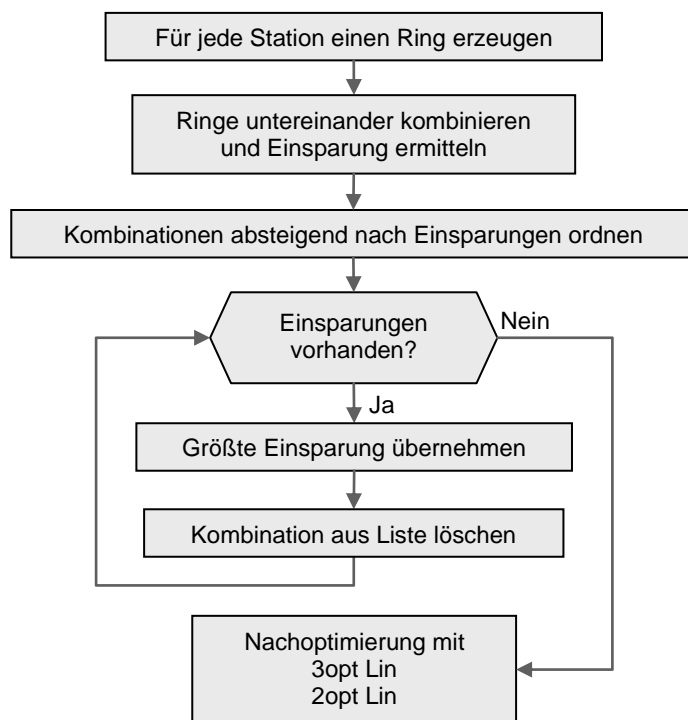 Für jede Station einen Ring erzeugen
Ringe untereinander kombinieren
und Einsparung ermitteln
Kombinationen absteigend nach Einsparungen ordnen
Einsparungen
vorhanden?
Nein
Ja
Größte Einsparung übernehmen
Kombination aus Liste löschen
Nachoptimierung mit
3opt Lin
2opt Lin